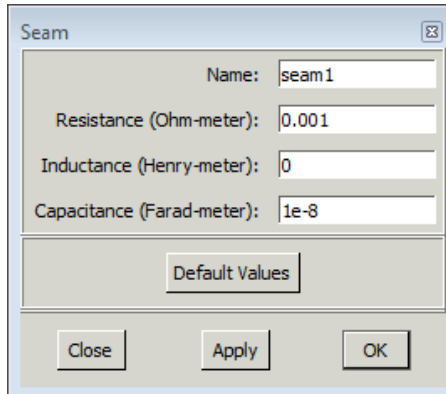 Seam
Name: seam1
Resistance (Ohm-meter): 0.001
Inductance (Henry-meter): 0
Capacitance (Farad-meter): 1e-8
Default Values
Close Apply OK